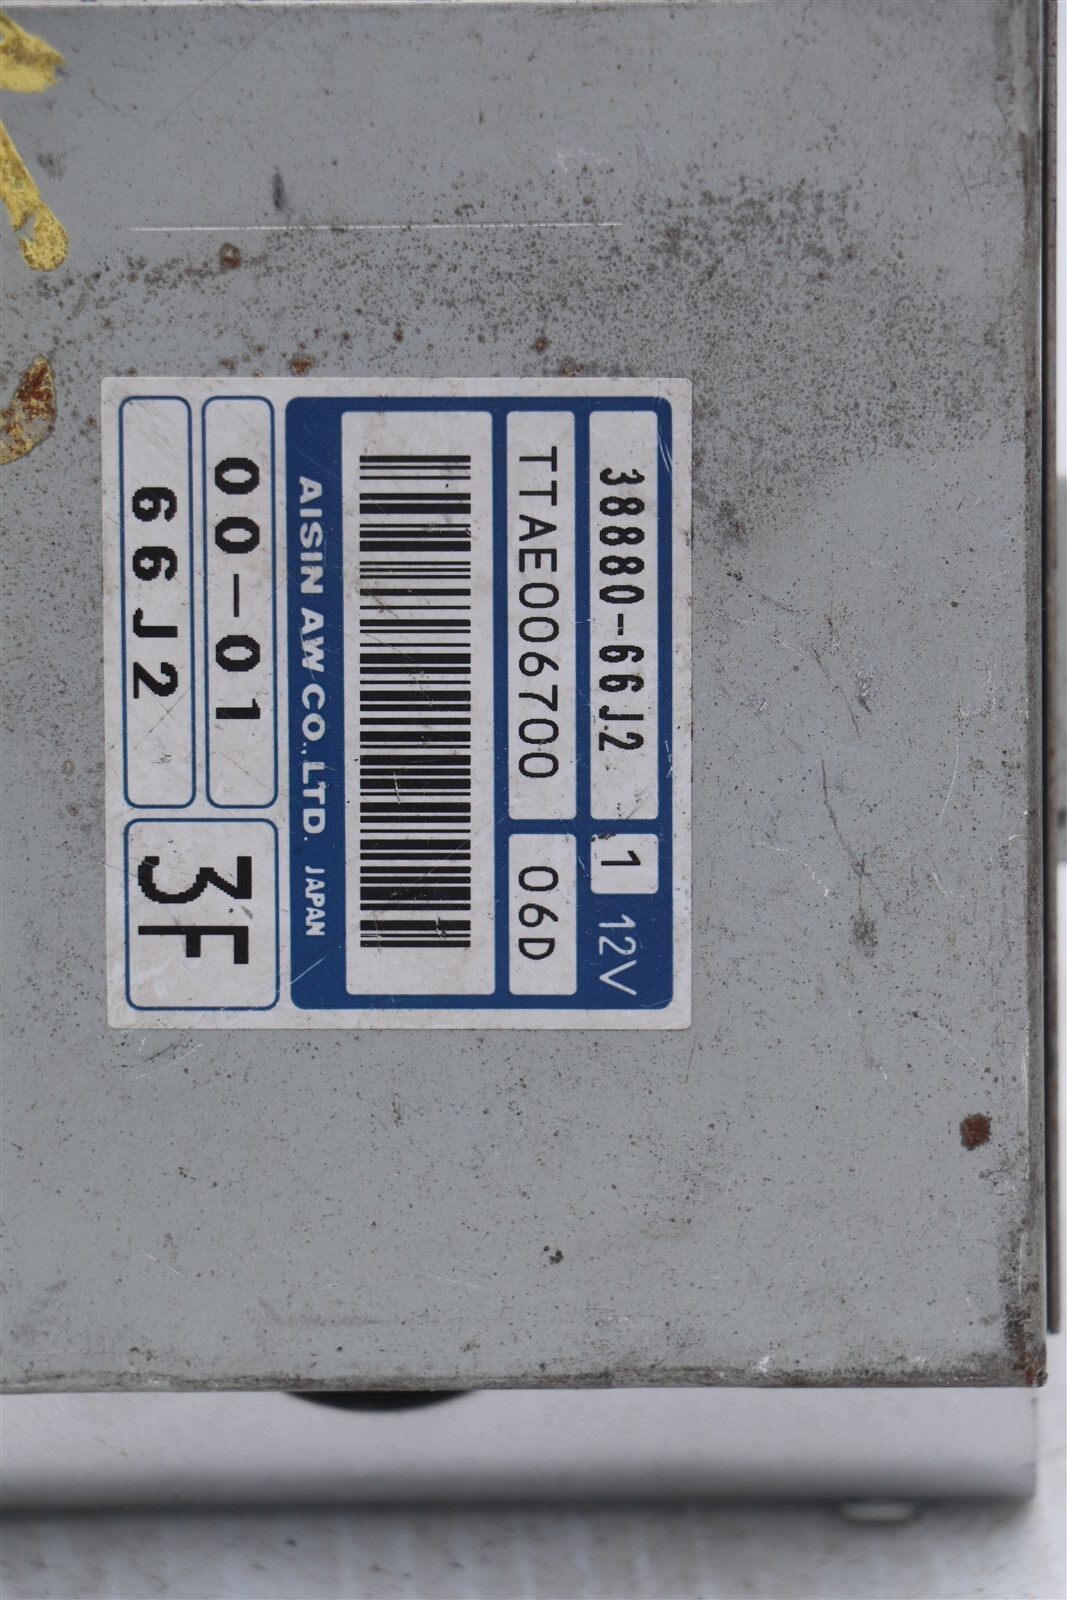 38880-66J2 1 12V
TTAE006700 06D
AISIN AW CO., LTD. JAPAN
00-01
66J2
3F